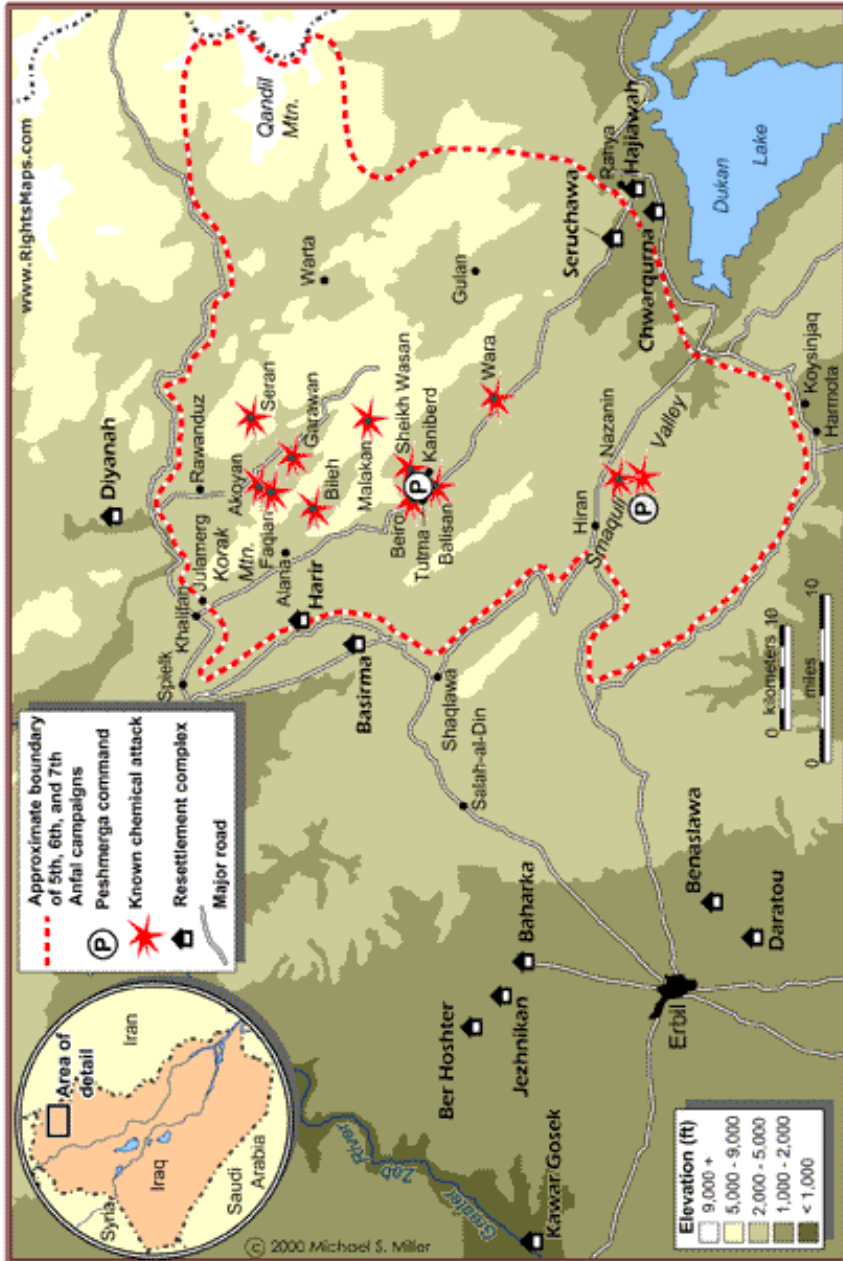 www.RightsMaps.com
Area of
detail
Syria
Iran
Iraq
Saudi
Arabia
Approximate boundary
of 5th, 6th, and 7th
Anfal campaigns
P Peshmerga command
Known chemical attack
Resettlement complex
Major road
Diyanah
Spielk
Khalifan
Julamerg
Rawanduz
Korak
Mtn.
Akoyan
Faqian
Seran
Garawan
Bileh
Alana
Harir
Basirma
Malakan
Warta
Qandil
Mtn.
Sheikh Wasan
Kaniberd
P
Beiro
Tutma
Balisan
Wara
Gulan
Shaqlawa
Salah-al-Din
Hiran
Nazanin
Smaquli
Valley
P
Seruchawa
Ranya
Hajiawah
Chwarqurna
Dukan
Lake
Koysinjaq
Harmota
Greater
Zab
River
Ber Hoshter
Jezhnikan
Baharka
Kawar Gosek
Erbil
Benaslawa
Daratou
0 kilometers 10
0 miles 10
Elevation (ft)
9,000 +
5,000 - 9,000
2,000 - 5,000
1,000 - 2,000
< 1,000
© 2000 Michael S. Miller